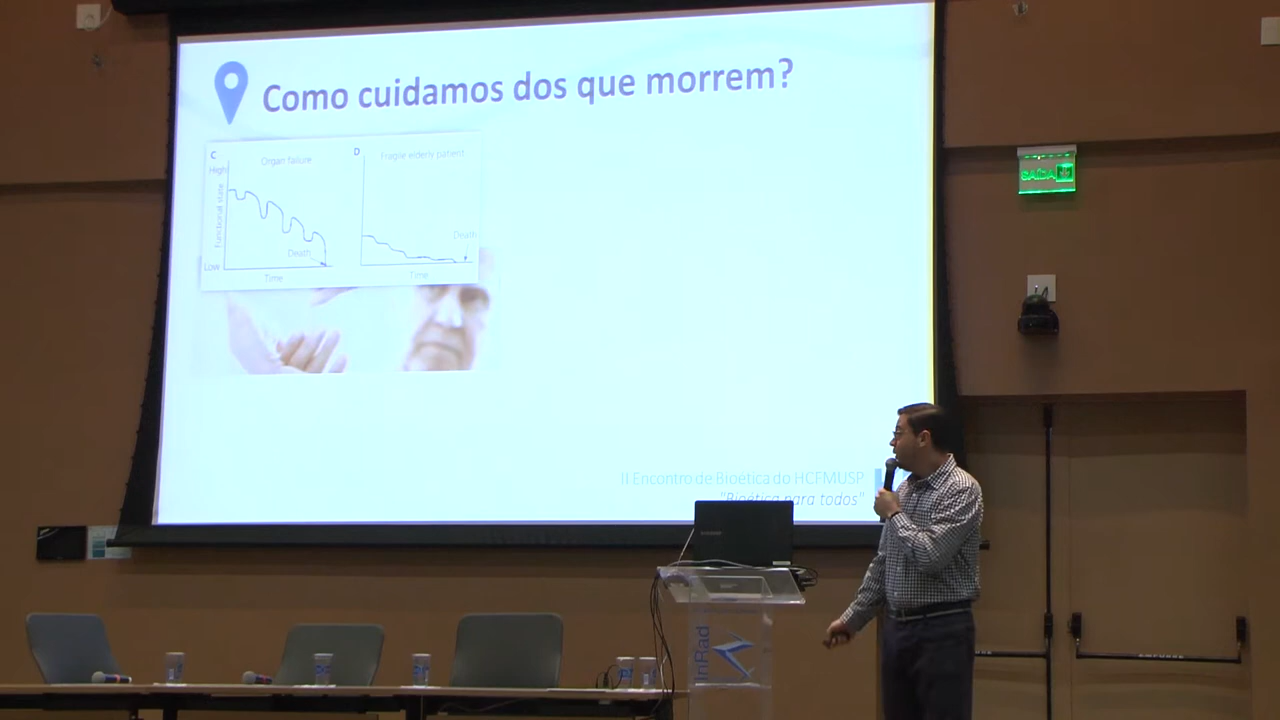 Como cuidamos dos que morrem?
C
Organ failure
High
Functional state
Low
Death
Time
D
Fragile elderly patient
Death
Time
II Encontro de Bioética do HCFMUSP
"Bioética para todos"
SAÍDA
InRad